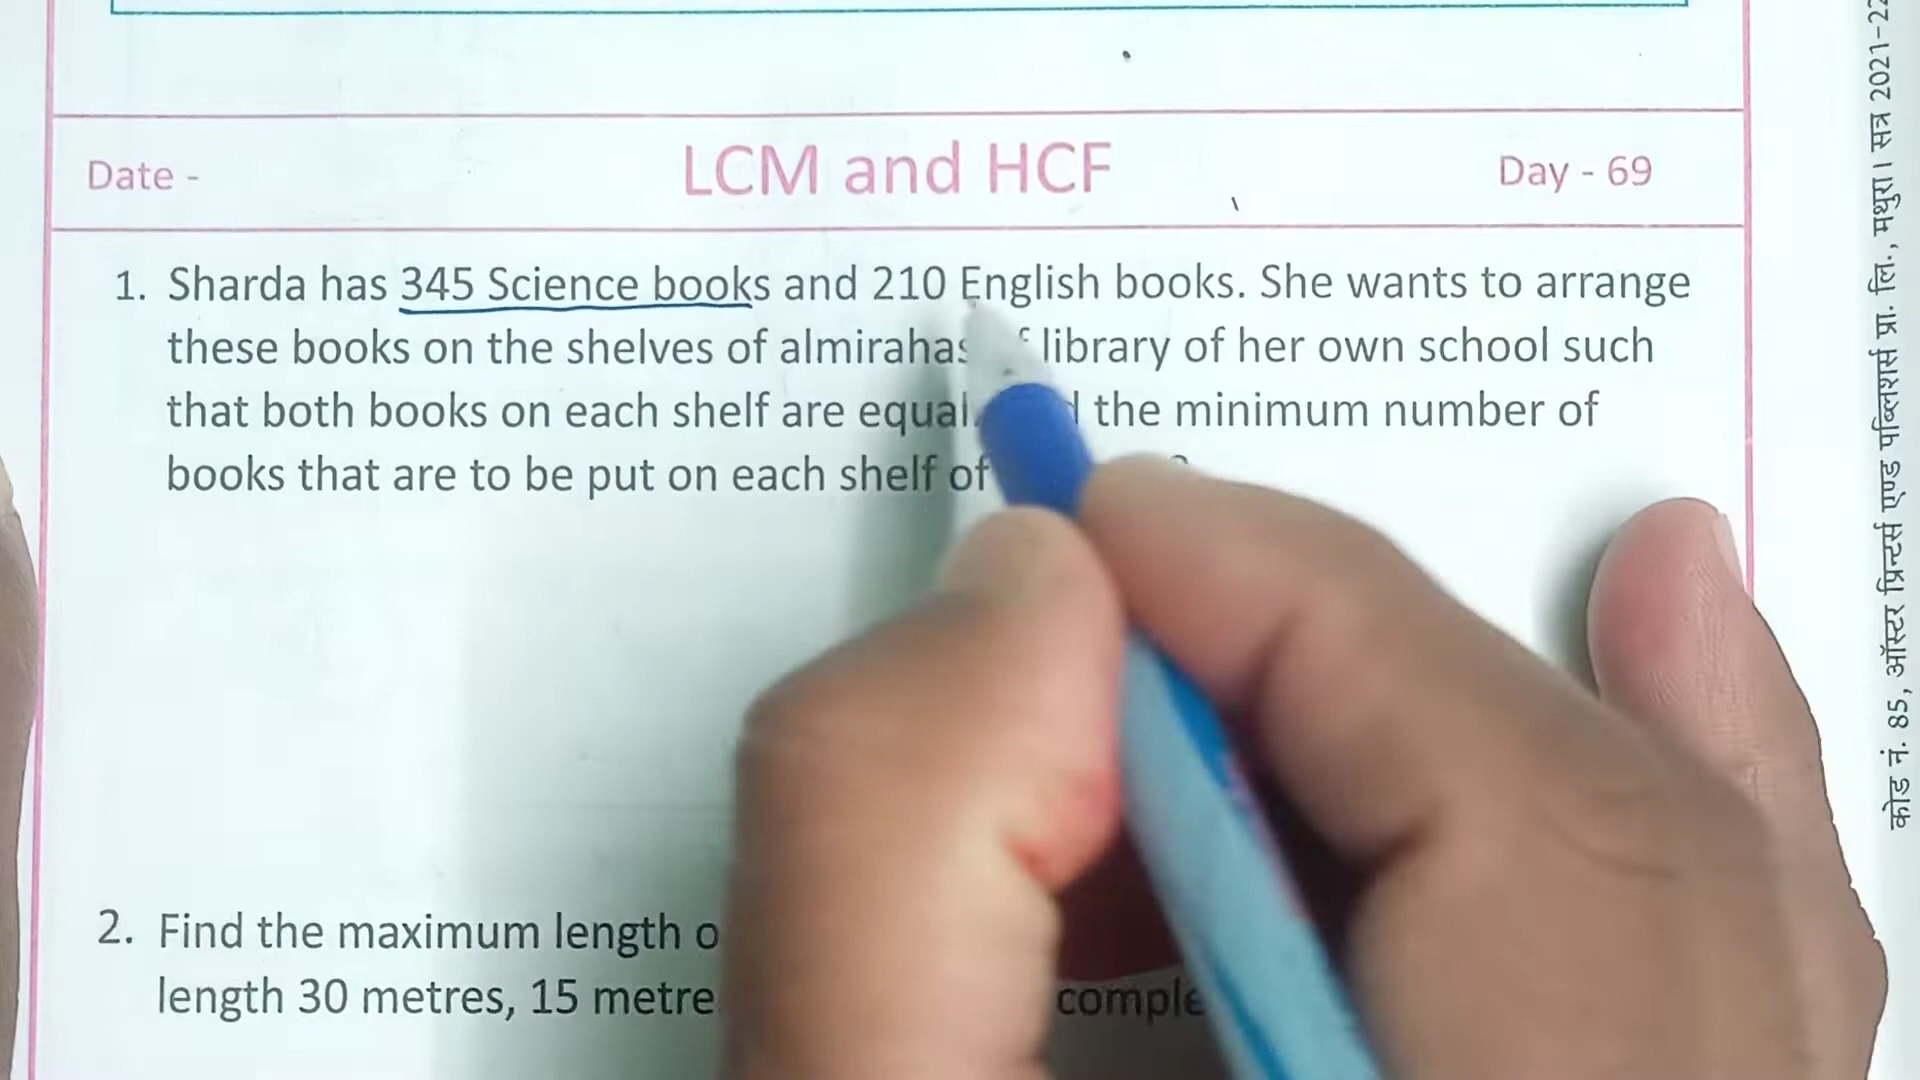 Date -
LCM and HCF
Day - 69
1. Sharda has 345 Science books and 210 English books. She wants to arrange
these books on the shelves of almirahas library of her own school such
that both books on each shelf are equal. the minimum number of
books that are to be put on each shelf of
2. Find the maximum length
length 30 metres, 15
कोड नं. 85, ऑस्टर प्रिन्टर्स एण्ड पब्लिशर्स प्रा. लि., मथुरा। सत्र 2021-22